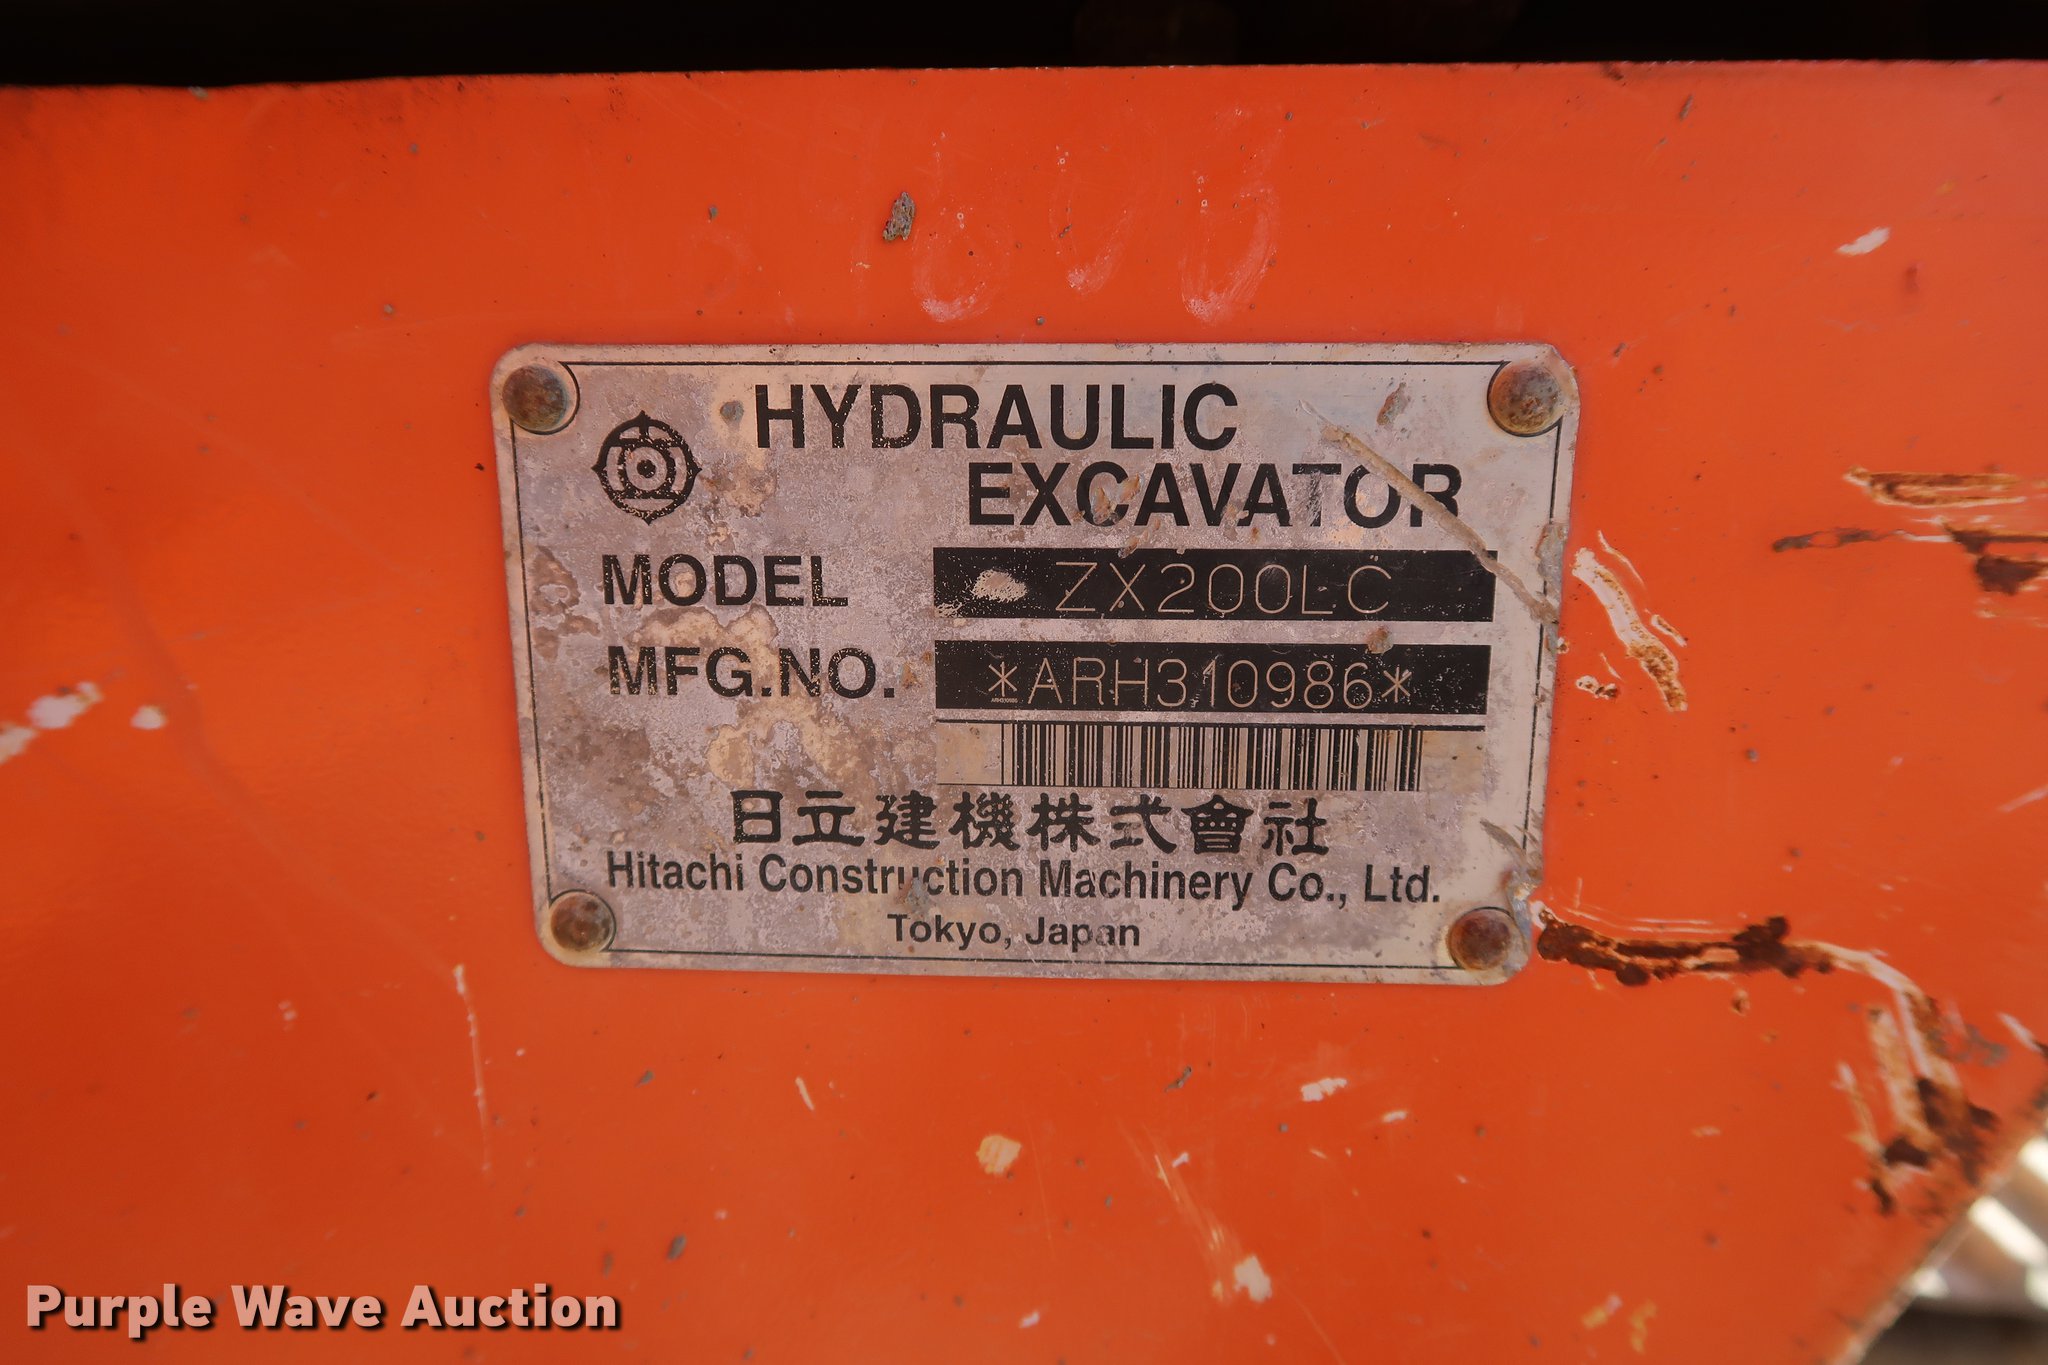 HYDRAULIC
EXCAVATOR
MODEL ZX200LC
MFG.NO. *ARH310986*
日立建機株式會社
Hitachi Construction Machinery Co., Ltd.
Tokyo, Japan
Purple Wave Auction